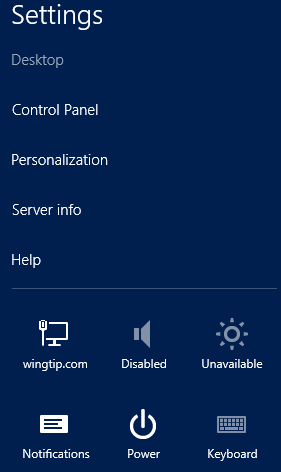 Settings
Desktop
Control Panel
Personalization
Server info
Help
wingtip.com Disabled Unavailable
Notifications Power Keyboard